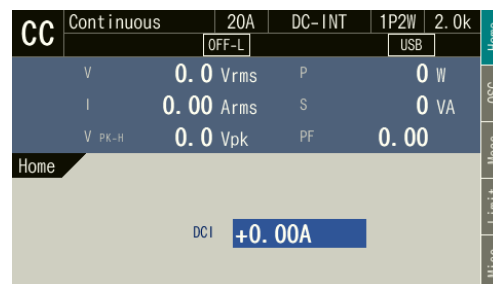 CC Continuous 20A DC-INT 1P2W 2.0k
OFF-L USB
V 0.0 Vrms P 0 W
I 0.00 Arms S 0 VA
V PK-H 0.0 Vpk PF 0.00
Home
DCI +0.00A
Home
OSC
Limit
Misc